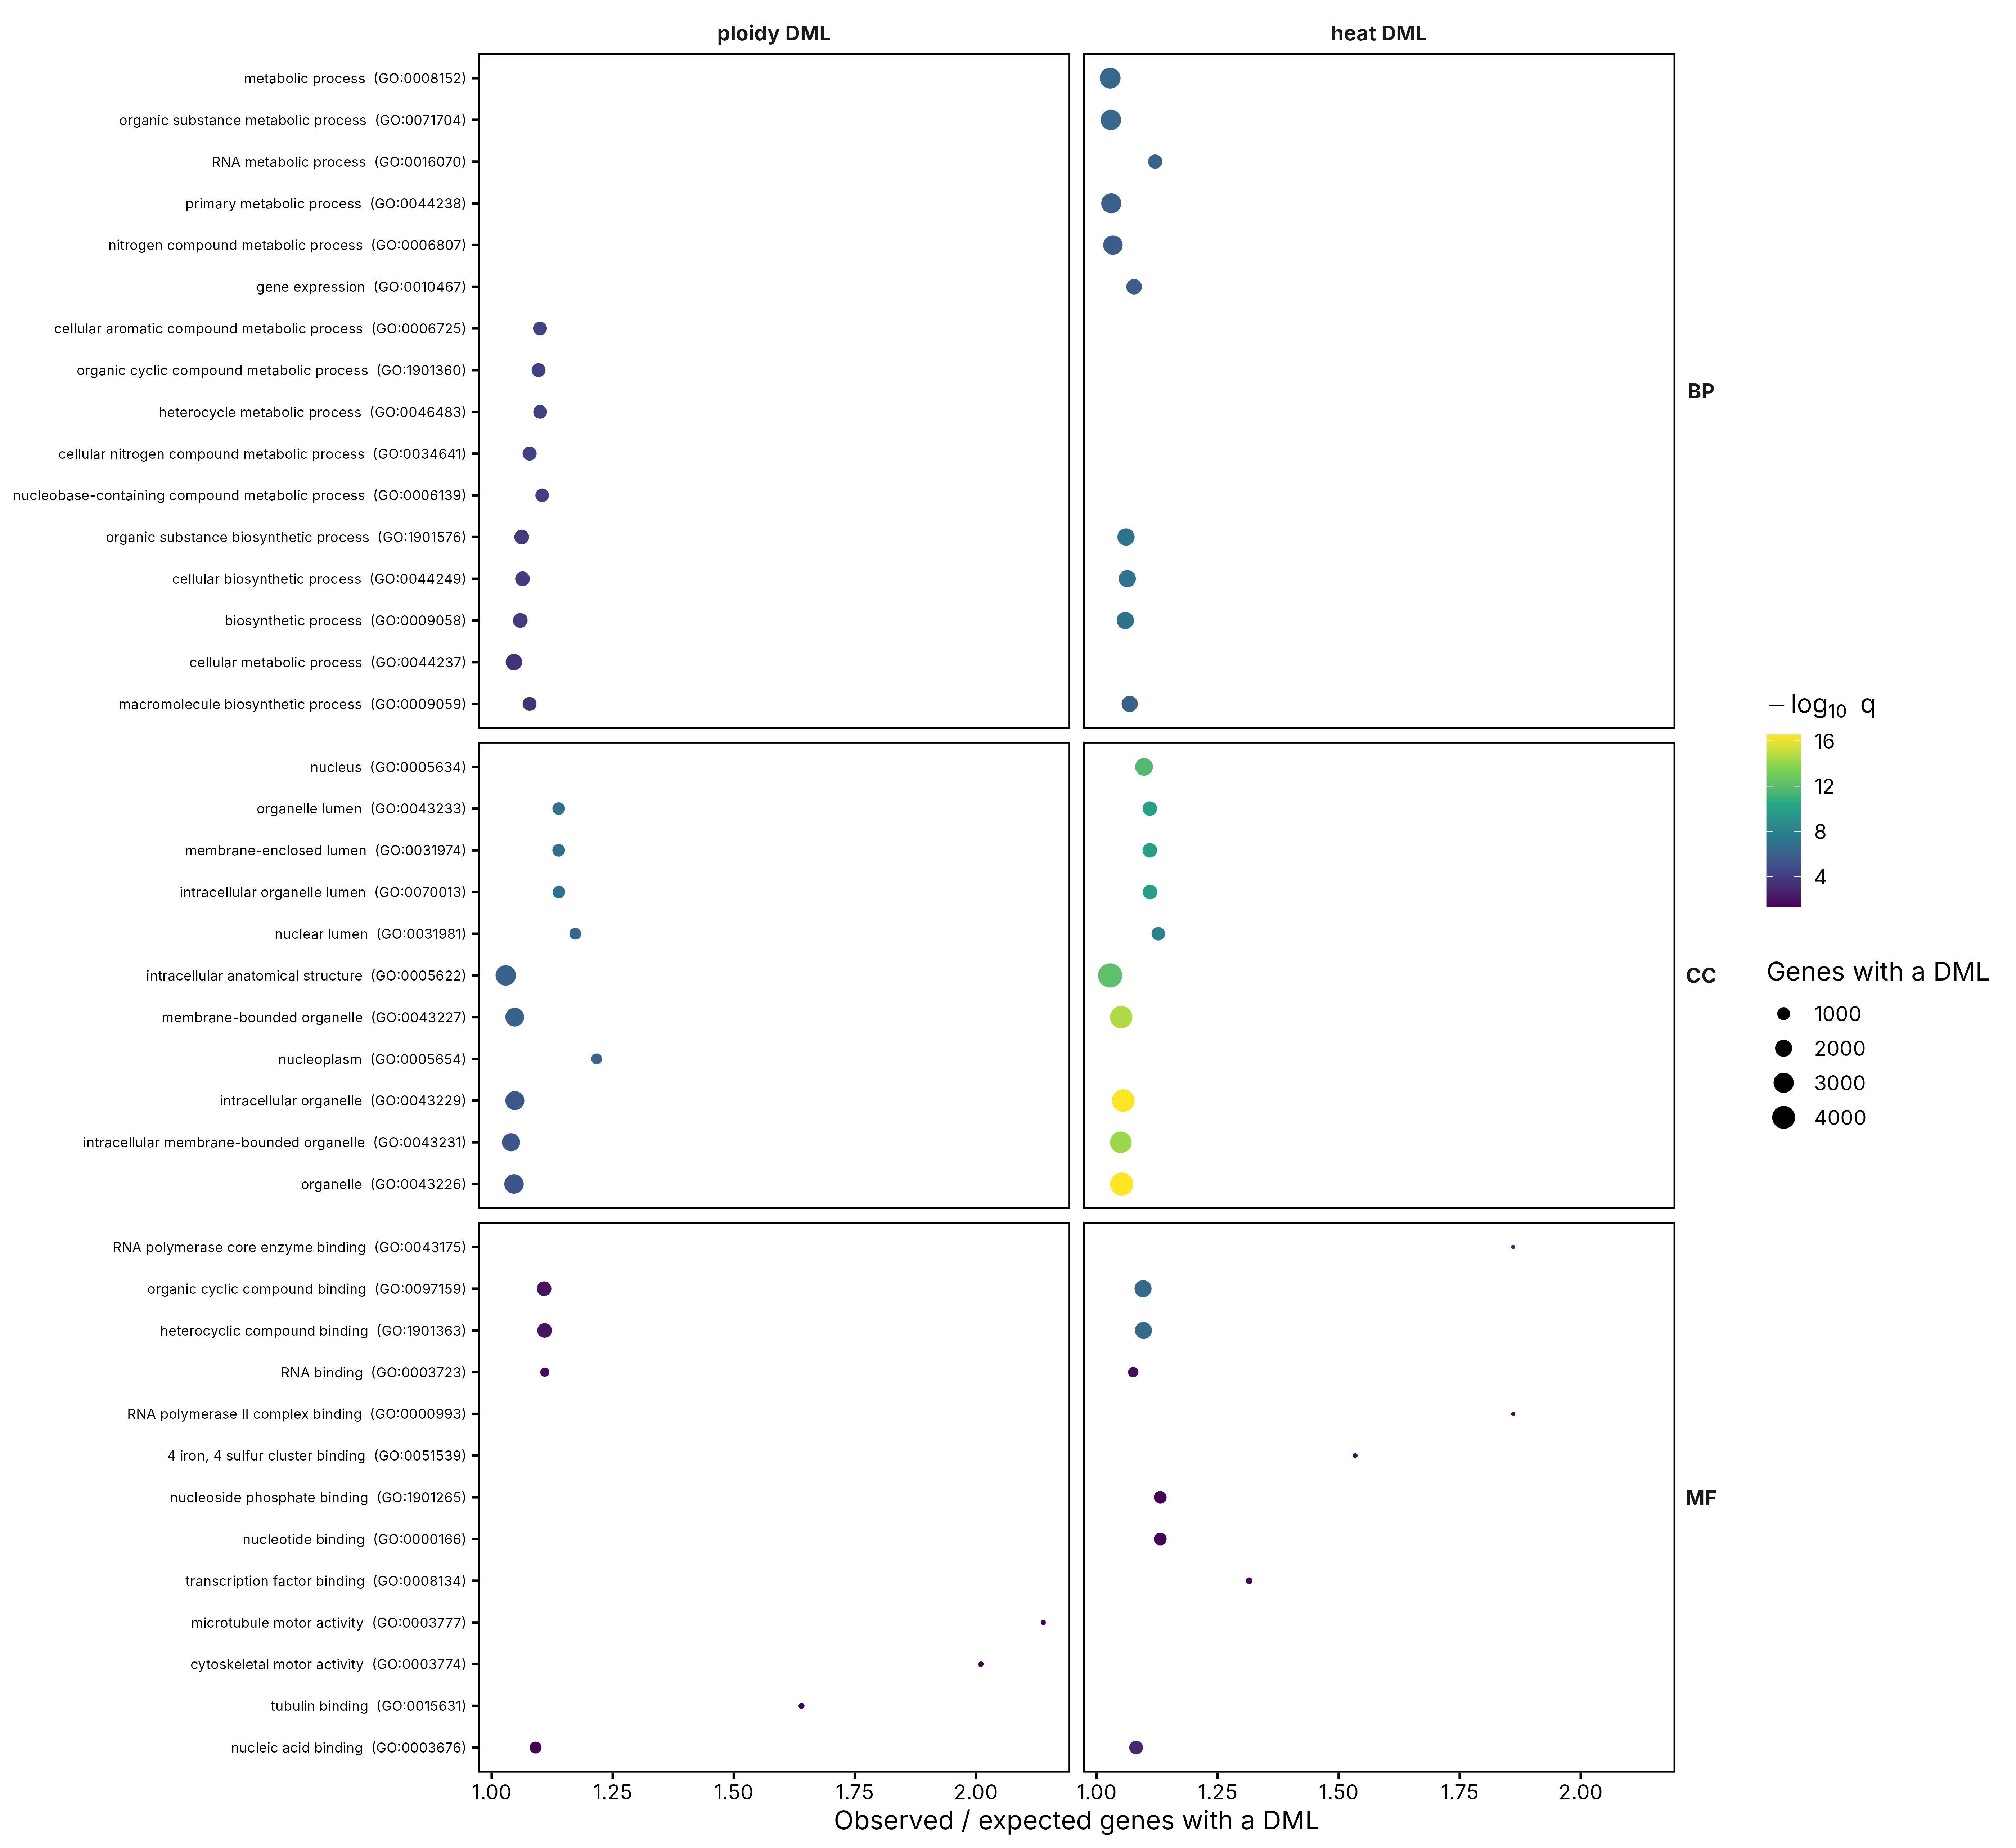 ploidy DML
heat DML
metabolic process (GO:0008152)
organic substance metabolic process (GO:0071704)
RNA metabolic process (GO:0016070)
primary metabolic process (GO:0044238)
nitrogen compound metabolic process (GO:0006807)
gene expression (GO:0010467)
cellular aromatic compound metabolic process (GO:0006725)
organic cyclic compound metabolic process (GO:1901360)
heterocycle metabolic process (GO:0046483)
cellular nitrogen compound metabolic process (GO:0034641)
nucleobase-containing compound metabolic process (GO:0006139)
organic substance biosynthetic process (GO:1901576)
cellular biosynthetic process (GO:0044249)
biosynthetic process (GO:0009058)
cellular metabolic process (GO:0044237)
macromolecule biosynthetic process (GO:0009059)
BP
nucleus (GO:0005634)
organelle lumen (GO:0043233)
membrane-enclosed lumen (GO:0031974)
intracellular organelle lumen (GO:0070013)
nuclear lumen (GO:0031981)
intracellular anatomical structure (GO:0005622)
membrane-bounded organelle (GO:0043227)
nucleoplasm (GO:0005654)
intracellular organelle (GO:0043229)
intracellular membrane-bounded organelle (GO:0043231)
organelle (GO:0043226)
CC
RNA polymerase core enzyme binding (GO:0043175)
organic cyclic compound binding (GO:0097159)
heterocyclic compound binding (GO:1901363)
RNA binding (GO:0003723)
RNA polymerase II complex binding (GO:0000993)
4 iron, 4 sulfur cluster binding (GO:0051539)
nucleoside phosphate binding (GO:1901265)
nucleotide binding (GO:0000166)
transcription factor binding (GO:0008134)
microtubule motor activity (GO:0003777)
cytoskeletal motor activity (GO:0003774)
tubulin binding (GO:0015631)
nucleic acid binding (GO:0003676)
MF
1.00 1.25 1.50 1.75 2.00
1.00 1.25 1.50 1.75 2.00
Observed / expected genes with a DML
−log₁₀ q
16
12
8
4
Genes with a DML
1000
2000
3000
4000